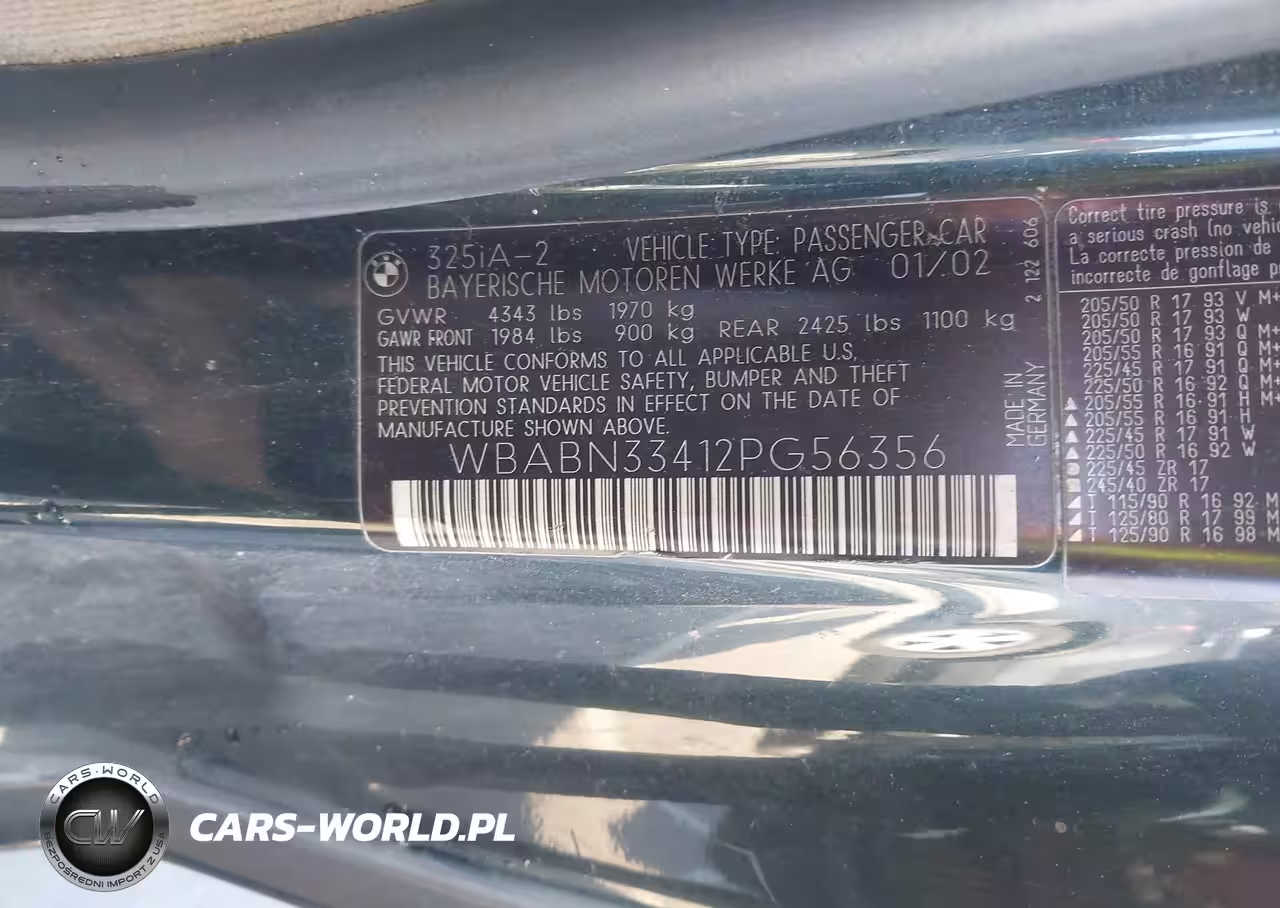 325iA-2 VEHICLE TYPE: PASSENGER CAR
BAYERISCHE MOTOREN WERKE AG 01/02
GVWR 4343 lbs 1970 kg
GAWR FRONT 1984 lbs 900 kg REAR 2425 lbs 1100 kg
THIS VEHICLE CONFORMS TO ALL APPLICABLE U.S.
FEDERAL MOTOR VEHICLE SAFETY, BUMPER AND THEFT
PREVENTION STANDARDS IN EFFECT ON THE DATE OF
MANUFACTURE SHOWN ABOVE.
WBABN33412PG56356
2 122 606
MADE IN
GERMANY
Correct tire pressure is
a serious crash (no vehic
La correcte pression de
incorrecte de gonflage p
205/50 R 17 93 V M+
205/50 R 17 93 W
205/50 R 17 93 Q M+
205/55 R 16 91 Q M+
225/45 R 17 91 Q M+
225/50 R 16 92 Q M+
205/55 R 16 91 H M+
205/55 R 16 91 H
225/45 R 17 91 W
225/50 R 16 92 W
225/45 ZR 17
245/40 ZR 17
T 115/90 R 16 92 M
T 125/80 R 17 99 M
T 125/90 R 16 98 M
CARS-WORLD
CW
BEZPOŚREDNI IMPORT Z USA
CARS-WORLD.PL